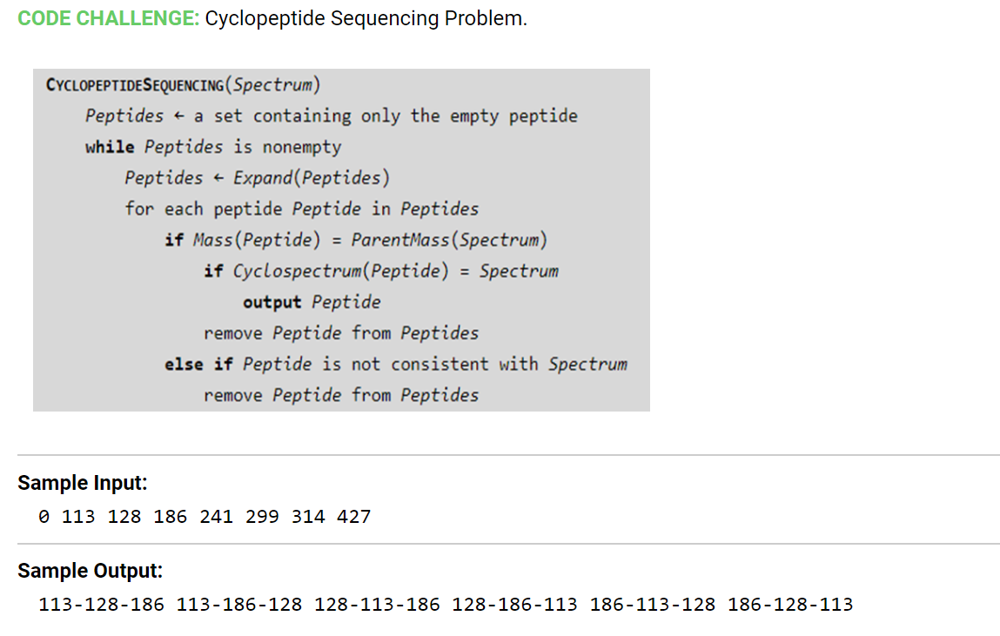 CODE CHALLENGE: Cyclopeptide Sequencing Problem.
CYCLOPEPTIDESEQUENCING(Spectrum)
Peptides ← a set containing only the empty peptide
while Peptides is nonempty
Peptides ← Expand(Peptides)
for each peptide Peptide in Peptides
if Mass(Peptide) = ParentMass(Spectrum)
if Cyclospectrum(Peptide) = Spectrum
output Peptide
remove Peptide from Peptides
else if Peptide is not consistent with Spectrum
remove Peptide from Peptides
Sample Input:
0 113 128 186 241 299 314 427
Sample Output:
113-128-186 113-186-128 128-113-186 128-186-113 186-113-128 186-128-113